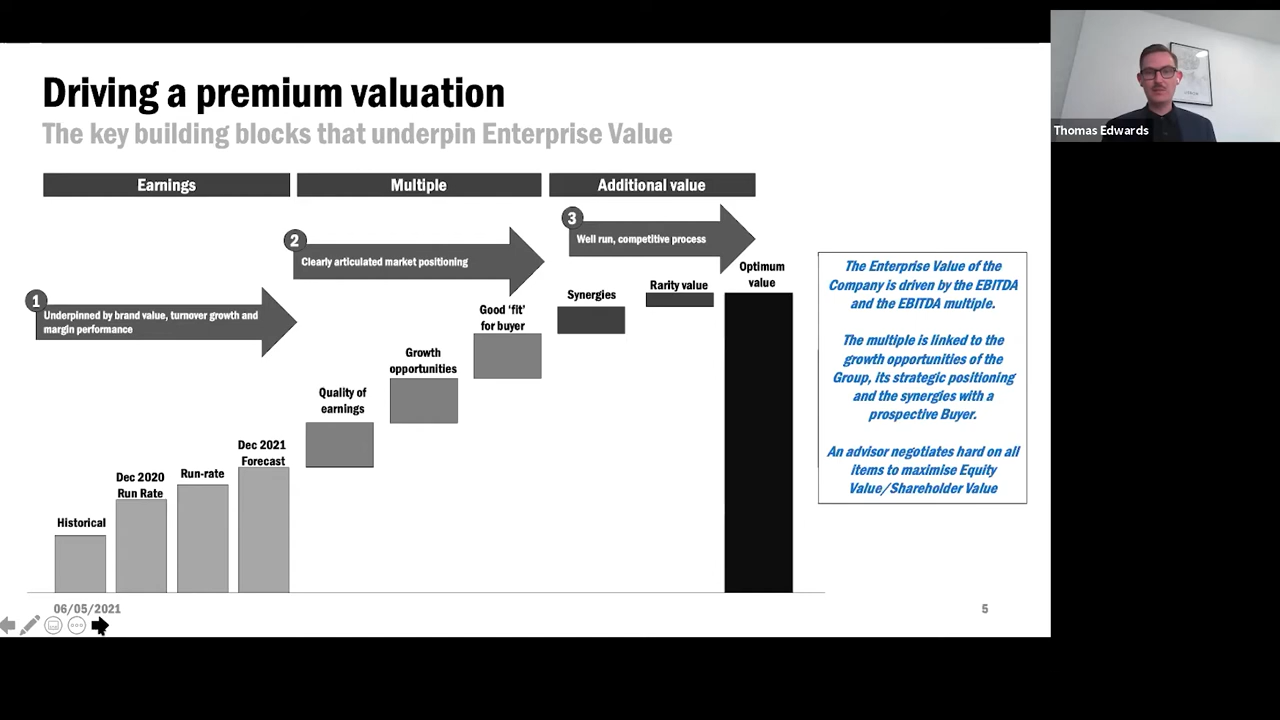 Driving a premium valuation
The key building blocks that underpin Enterprise Value
Earnings
Multiple
Additional value
1
Underpinned by brand value, turnover growth and
margin performance
2
Clearly articulated market positioning
3
Well run, competitive process
Historical
Dec 2020
Run Rate
Run-rate
Dec 2021
Forecast
Quality of
earnings
Growth
opportunities
Good ‘fit’
for buyer
Synergies
Rarity value
Optimum
value
The Enterprise Value of the
Company is driven by the EBITDA
and the EBITDA multiple.
The multiple is linked to the
growth opportunities of the
Group, its strategic positioning
and the synergies with a
prospective Buyer.
An advisor negotiates hard on all
items to maximise Equity
Value/Shareholder Value
06/05/2021
5
Thomas Edwards